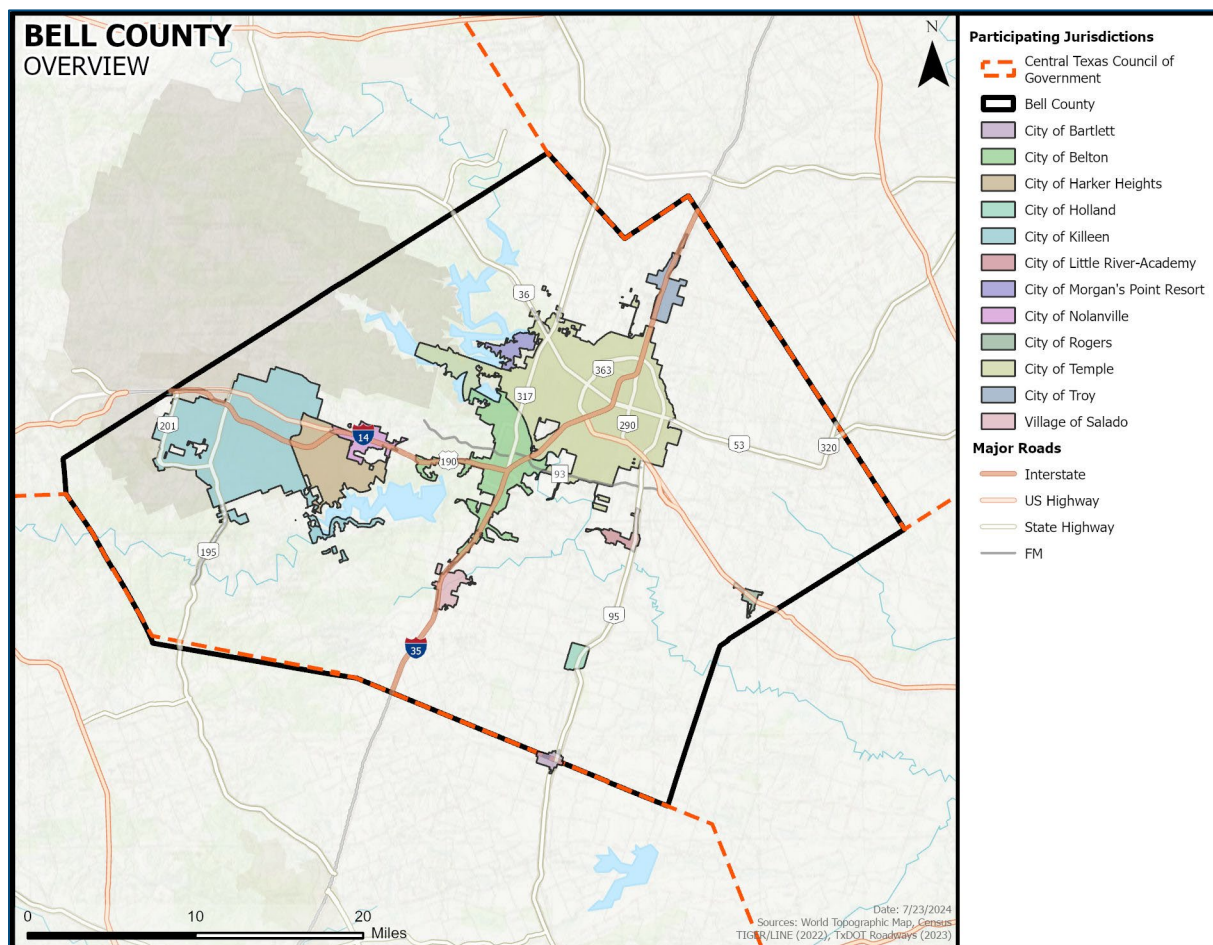 BELL COUNTY
OVERVIEW
N
36
363
317
290
201
14
190
93
53
320
195
95
35
0 10 20
Miles
Date: 7/23/2024
Sources: World Topographic Map, Census
TIGER/LINE (2022), TxDOT Roadways (2023)
Participating Jurisdictions
Central Texas Council of
Government
Bell County
City of Bartlett
City of Belton
City of Harker Heights
City of Holland
City of Killeen
City of Little River-Academy
City of Morgan's Point Resort
City of Nolanville
City of Rogers
City of Temple
City of Troy
Village of Salado
Major Roads
Interstate
US Highway
State Highway
FM